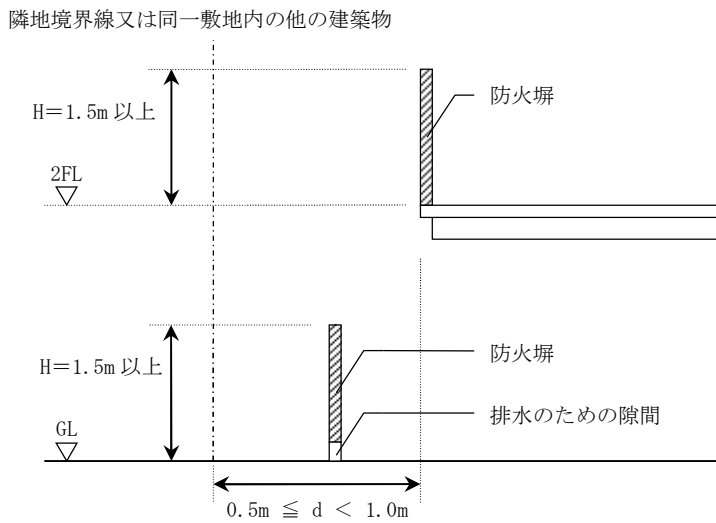 隣地境界線又は同一敷地内の他の建築物
防火塀
H=1.5m 以上
2FL
防火塀
H=1.5m 以上
排水のための隙間
GL
0.5m ≦ d < 1.0m